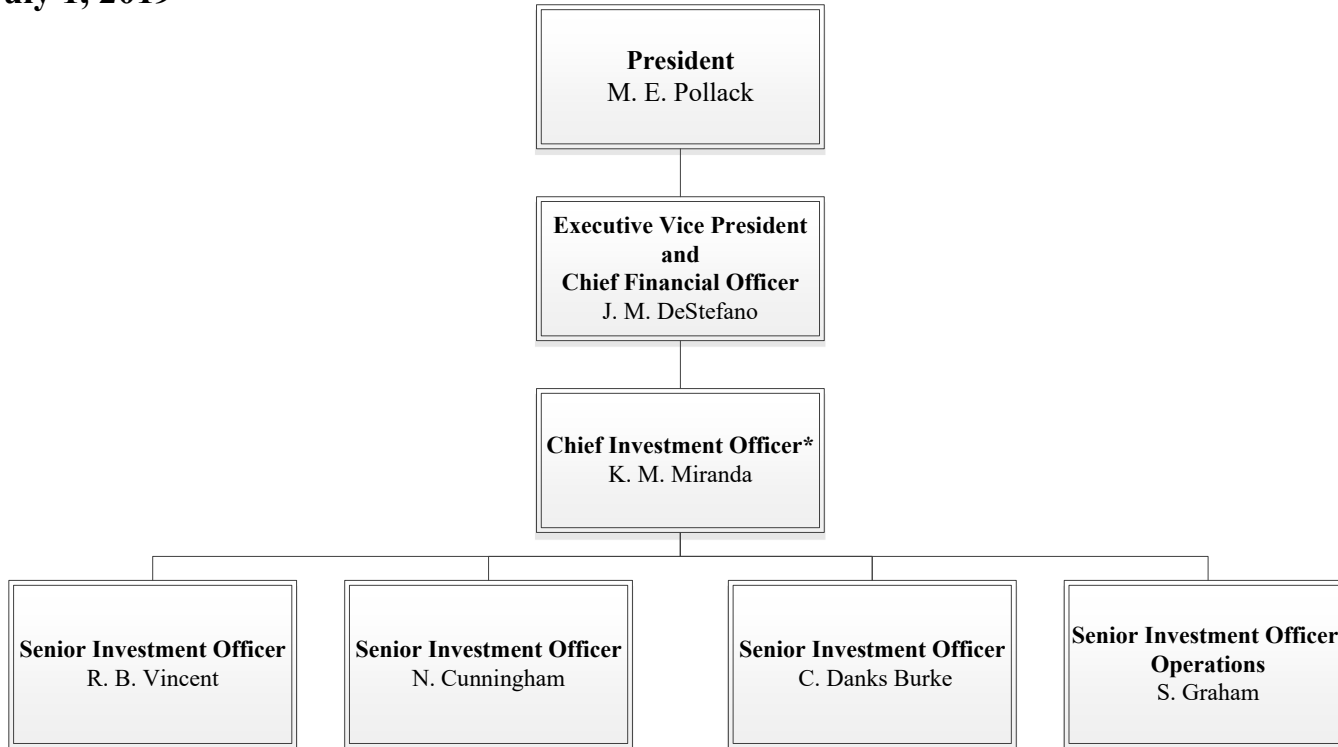 1, 2019
President
M. E. Pollack
Executive Vice President
and
Chief Financial Officer
J. M. DeStefano
Chief Investment Officer*
K. M. Miranda
Senior Investment Officer
R. B. Vincent
Senior Investment Officer
N. Cunningham
Senior Investment Officer
C. Danks Burke
Senior Investment Officer
Operations
S. Graham